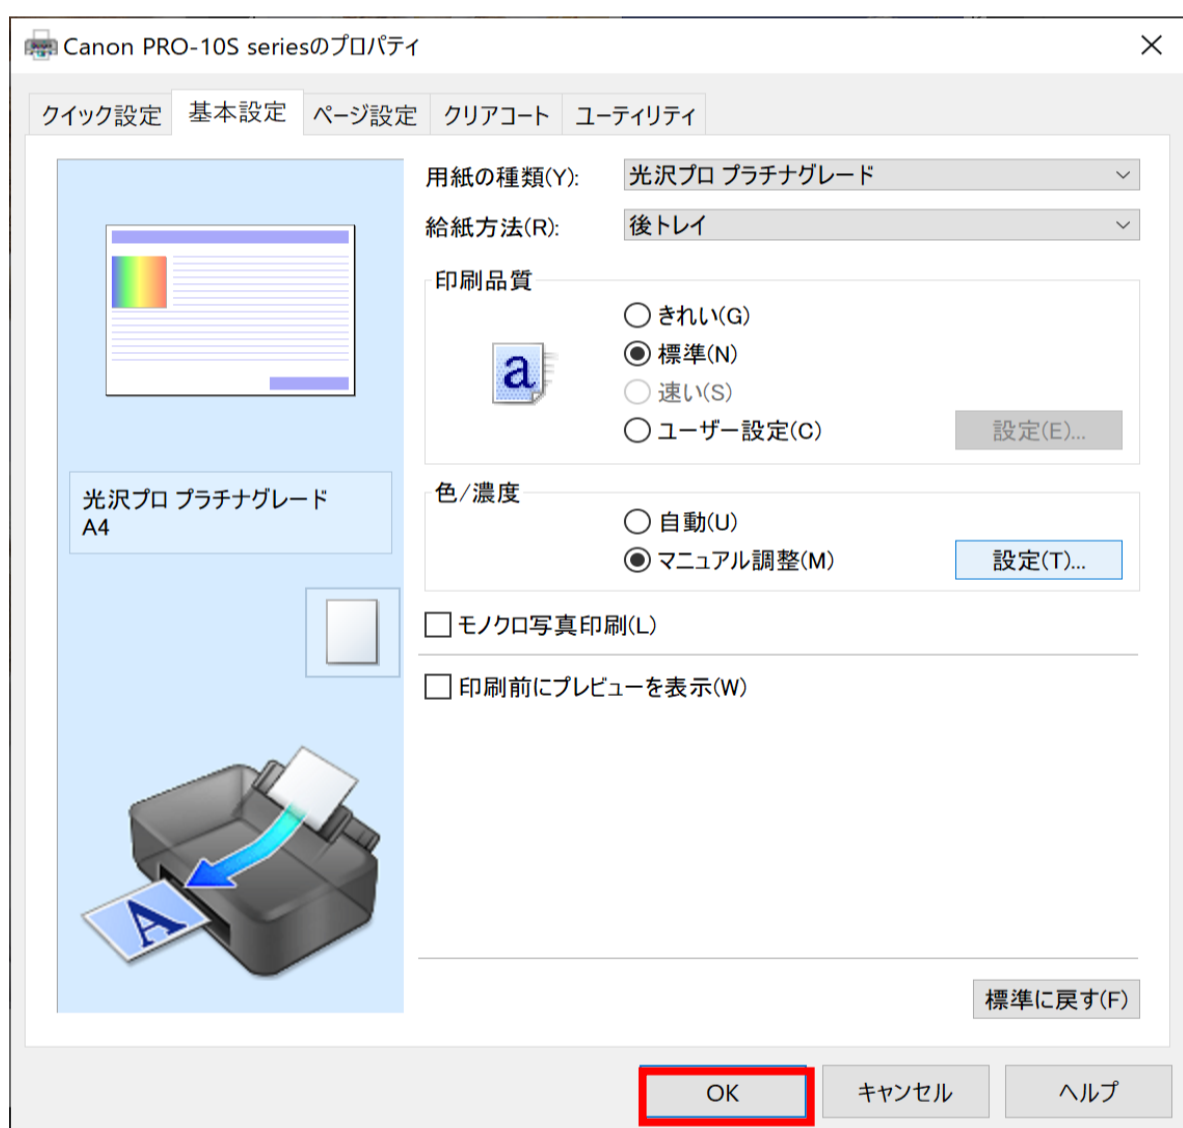 Canon PRO-10S seriesのプロパティ
クイック設定 基本設定 ページ設定 クリアコート ユーティリティ
用紙の種類(Y): 光沢プロ プラチナグレード
給紙方法(R): 後トレイ
印刷品質
きれい(G)
a
標準(N)
速い(S)
ユーザー設定(C) 設定(E)...
光沢プロ プラチナグレード
A4
色/濃度
自動(U)
マニュアル調整(M) 設定(T)...
モノクロ写真印刷(L)
印刷前にプレビューを表示(W)
A
標準に戻す(F)
OK キャンセル ヘルプ